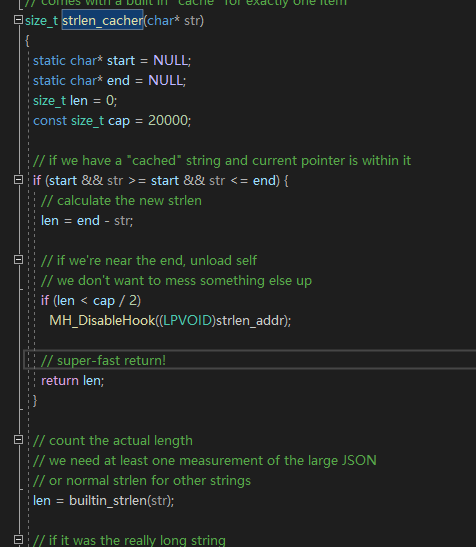 // comes with a built in "cache" for exactly one item
size_t strlen_cacher(char* str)
{
static char* start = NULL;
static char* end = NULL;
size_t len = 0;
const size_t cap = 20000;
// if we have a "cached" string and current pointer is within it
if (start && str >= start && str <= end) {
// calculate the new strlen
len = end - str;
// if we're near the end, unload self
// we don't want to mess something else up
if (len < cap / 2)
MH_DisableHook((LPVOID)strlen_addr);
// super-fast return!
return len;
}
// count the actual length
// we need at least one measurement of the large JSON
// or normal strlen for other strings
len = builtin_strlen(str);
// if it was the really long string